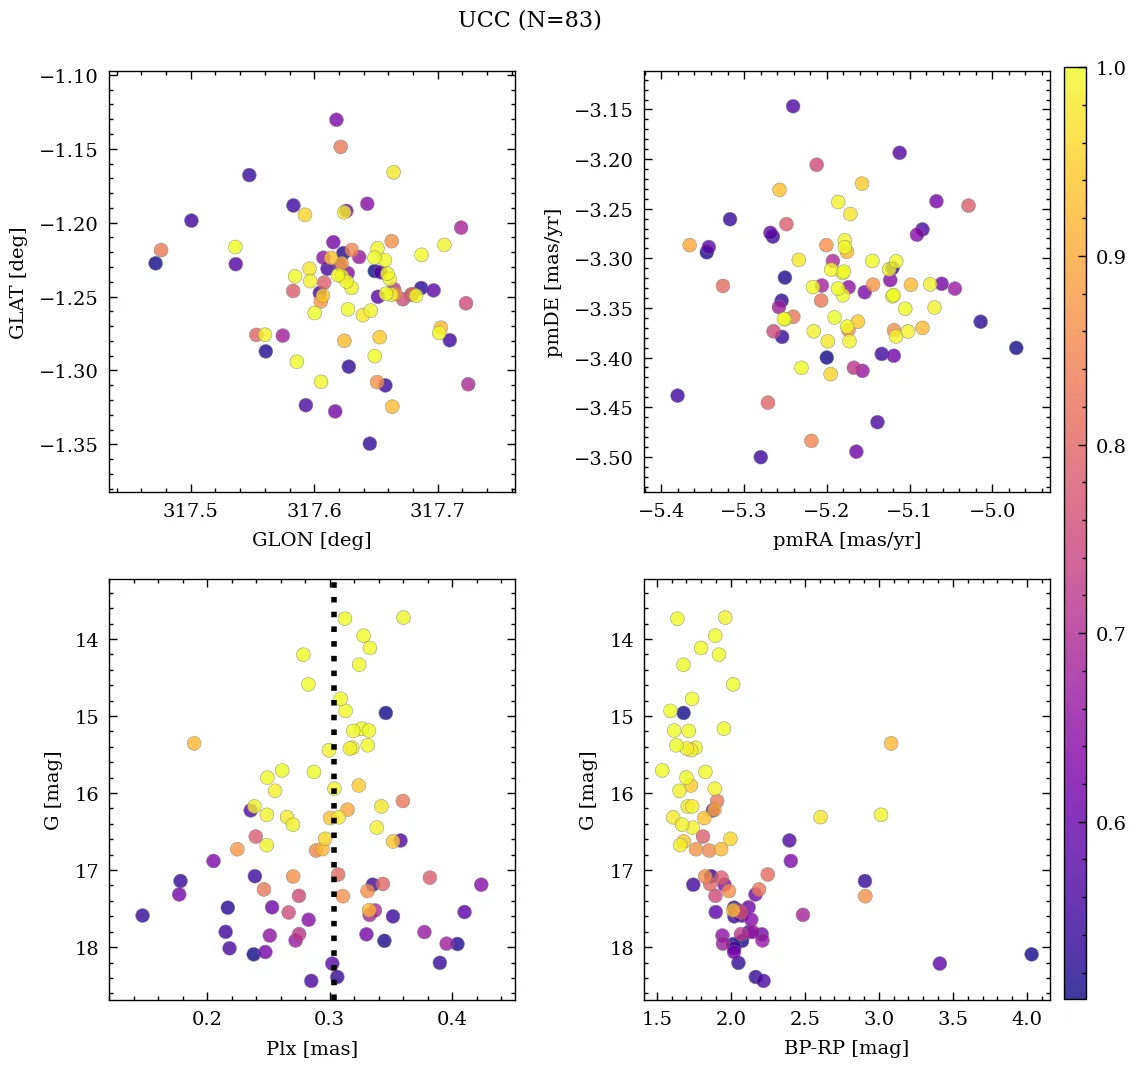 UCC (N=83)
−1.10
−1.15
−1.20
−1.25
−1.30
−1.35
GLAT [deg]
317.5 317.6 317.7
GLON [deg]
−3.15
−3.20
−3.25
−3.30
−3.35
−3.40
−3.45
−3.50
pmDE [mas/yr]
−5.4 −5.3 −5.2 −5.1 −5.0
pmRA [mas/yr]
14
15
16
17
18
G [mag]
0.2 0.3 0.4
Plx [mas]
14
15
16
17
18
G [mag]
1.5 2.0 2.5 3.0 3.5 4.0
BP-RP [mag]
1.0
0.9
0.8
0.7
0.6